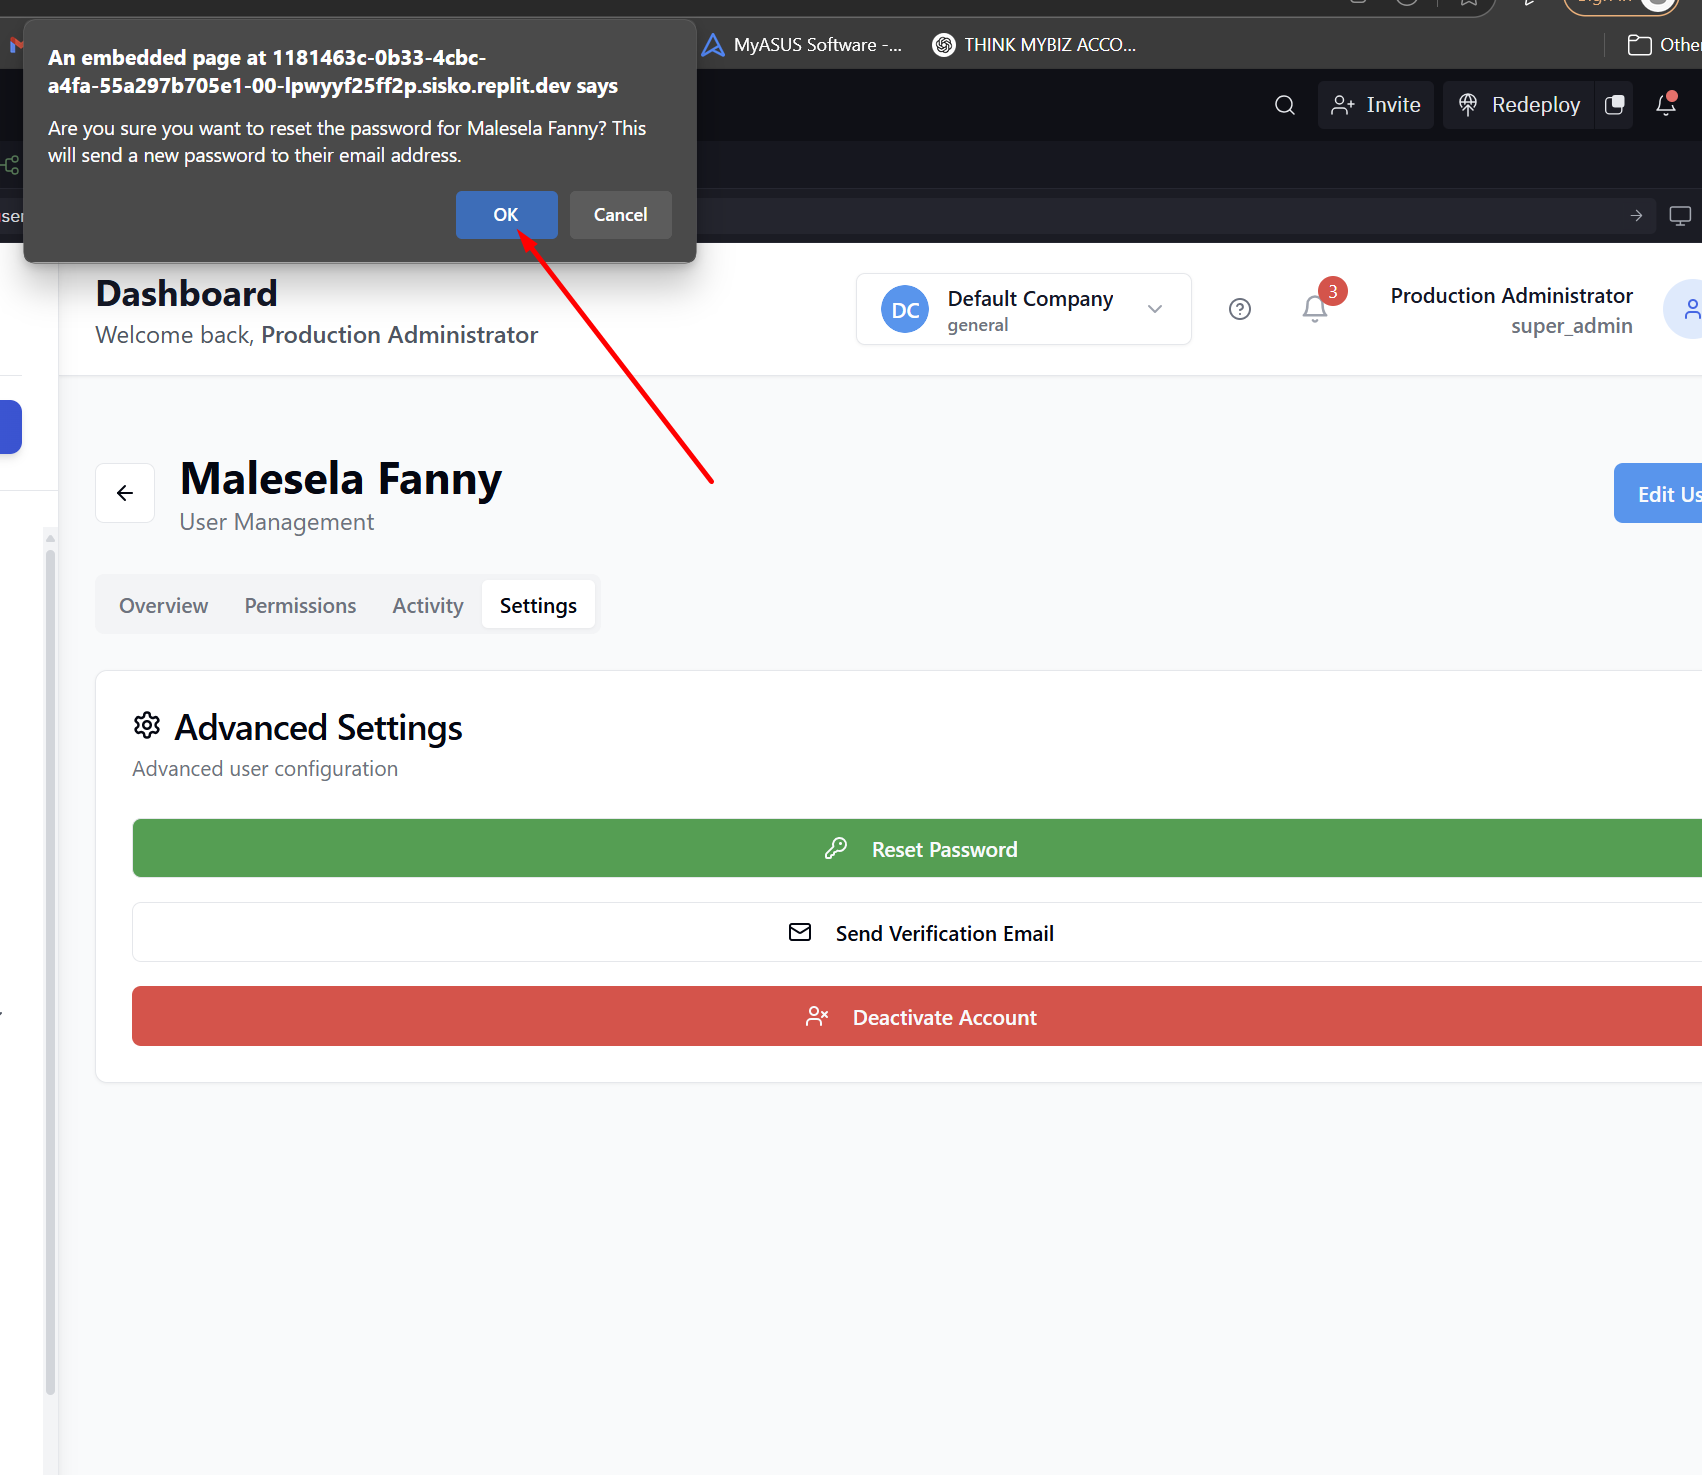 MyASUS Software -...
THINK MYBIZ ACCO...
An embedded page at 1181463c-0b33-4cbc-
a4fa-55a297b705e1-00-lpwyyf25ff2p.sisko.replit.dev says
Are you sure you want to reset the password for Malesela Fanny? This
will send a new password to their email address.
OK
Cancel
Invite
Redeploy
Dashboard
Welcome back, Production Administrator
DC
Default Company
general
3
Production Administrator
super_admin
Malesela Fanny
User Management
Edit Us
Overview
Permissions
Activity
Settings
Advanced Settings
Advanced user configuration
Reset Password
Send Verification Email
Deactivate Account